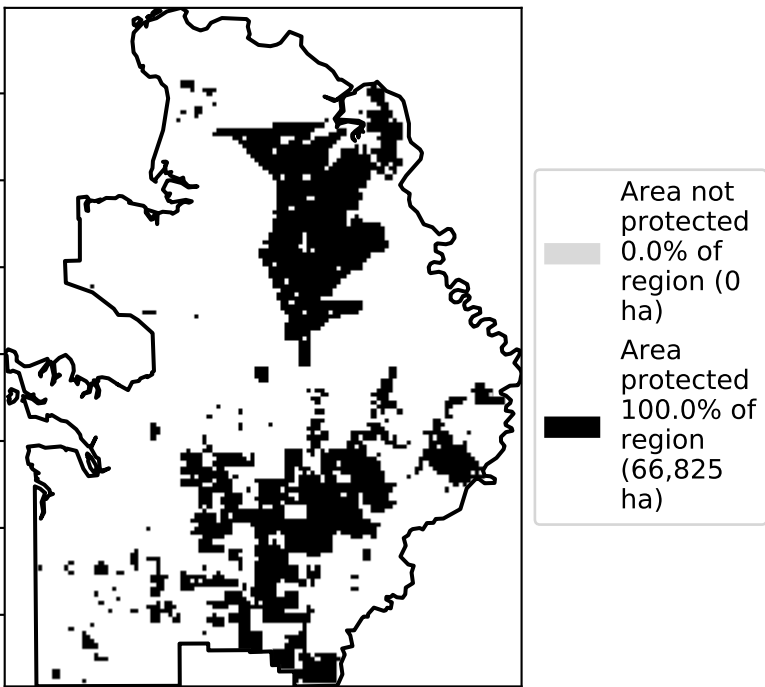 Area not
protected
0.0% of
region (0
ha)
Area
protected
100.0% of
region
(66,825
ha)